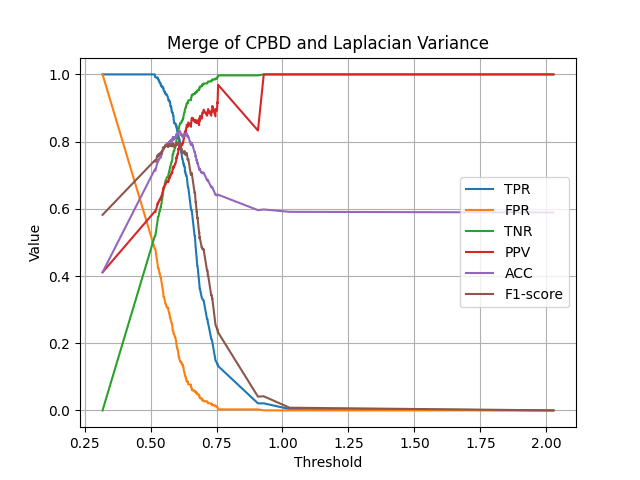 Merge of CPBD and Laplacian Variance
Value
1.0
0.8
0.6
0.4
0.2
0.0
TPR
FPR
TNR
PPV
ACC
F1-score
0.25 0.50 0.75 1.00 1.25 1.50 1.75 2.00
Threshold